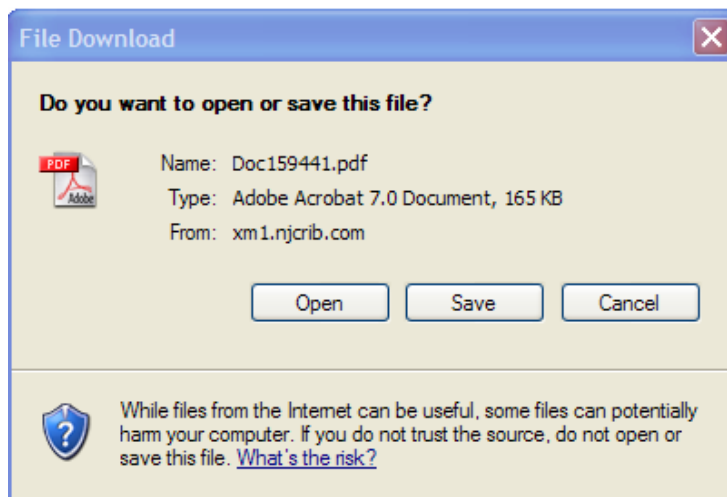 File Download
Do you want to open or save this file?
PDF
Adobe
Name: Doc159441.pdf
Type: Adobe Acrobat 7.0 Document, 165 KB
From: xm1.njcrib.com
Open Save Cancel
While files from the Internet can be useful, some files can potentially
harm your computer. If you do not trust the source, do not open or
save this file. What's the risk?